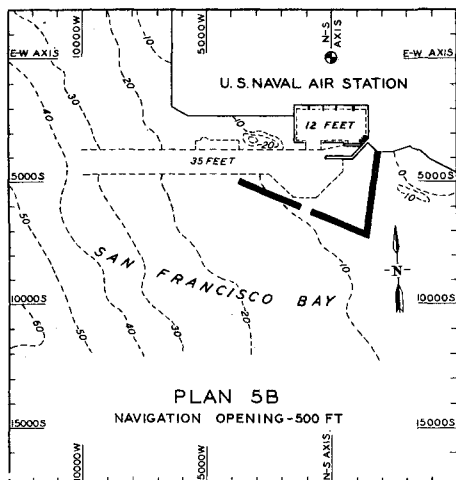 10000W
5000W
N-S
AXIS
E-W AXIS
E-W AXIS
U.S. NAVAL AIR STATION
-10
-20
30
40
0
-20
12 FEET
35 FEET
5000S
5000S
0
-10
50
-10
-N-
SAN FRANCISCO BAY
10000S
10000S
-20
-30
-40
-50
60
PLAN 5B
NAVIGATION OPENING-500 FT
15000S
15000S
10000W
5000W
N-S
AXIS